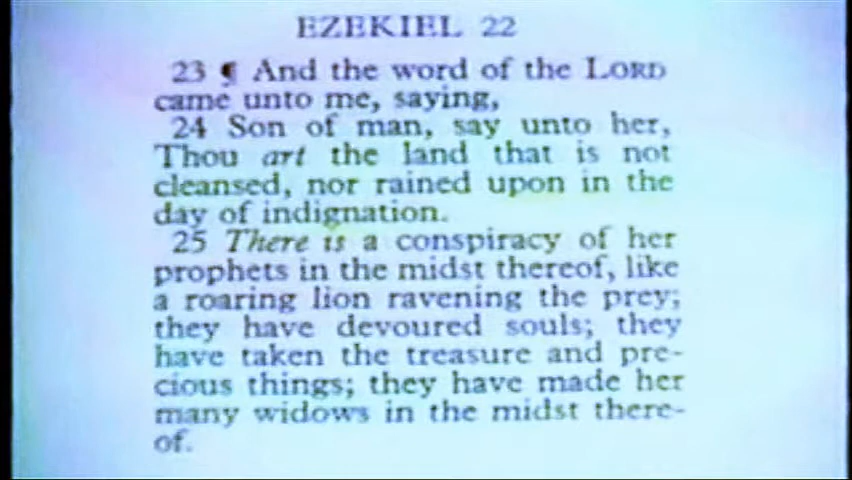 EZEKIEL 22
23 ¶ And the word of the LORD
came unto me, saying,
24 Son of man, say unto her,
Thou art the land that is not
cleansed, nor rained upon in the
day of indignation.
25 There is a conspiracy of her
prophets in the midst thereof, like
a roaring lion ravening the prey;
they have devoured souls; they
have taken the treasure and pre-
cious things; they have made her
many widows in the midst there-
of.